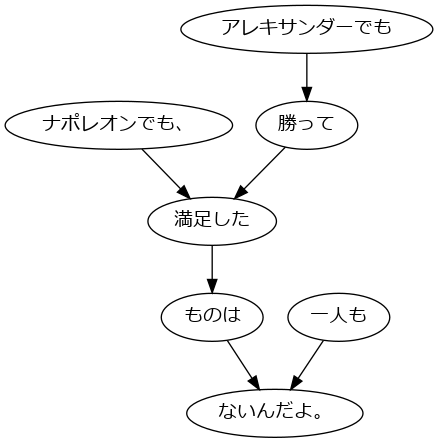 アレキサンダーでも
ナポレオンでも、
勝って
満足した
ものは
一人も
ないんだよ。